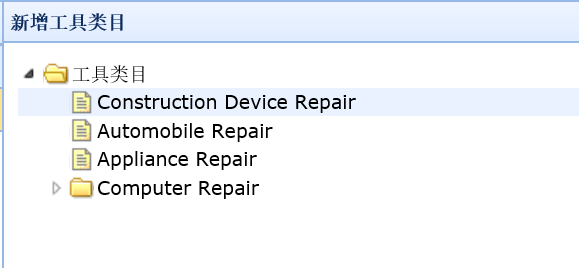 新增工具类目
工具类目
Construction Device Repair
Automobile Repair
Appliance Repair
Computer Repair